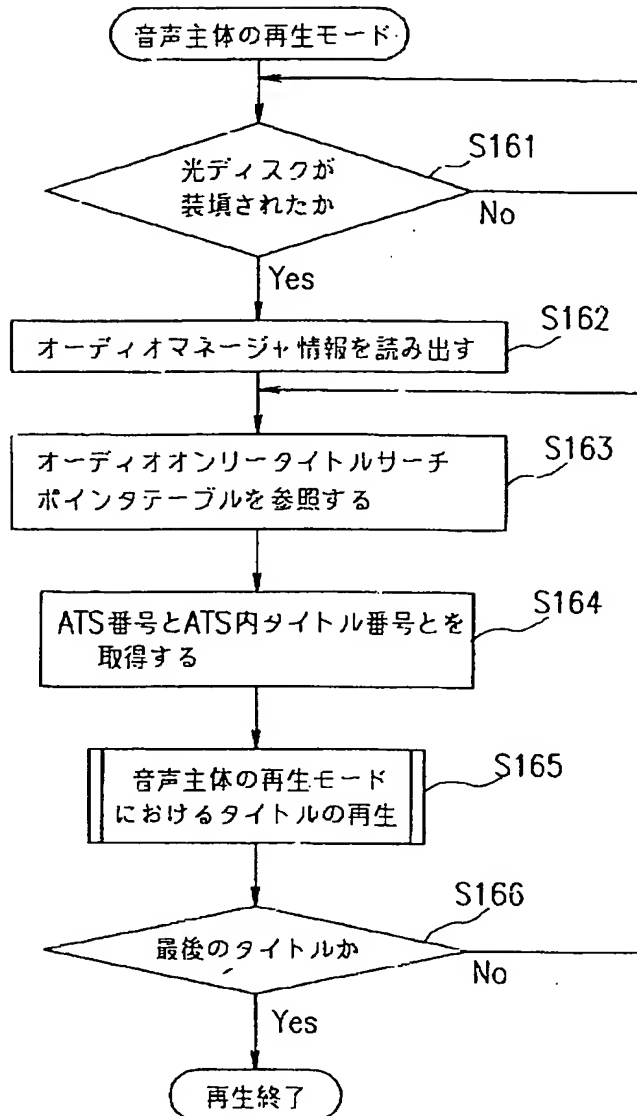 音声主体の再生モード
S161
光ディスクが
装填されたか
No
Yes
S162
オーディオマネージャ情報を読み出す
S163
オーディオオンリータイトルサーチ
ポインタテーブルを参照する
S164
ATS番号とATS内タイトル番号とを
取得する
S165
音声主体の再生モード
におけるタイトルの再生
S166
最後のタイトルか
No
Yes
再生終了